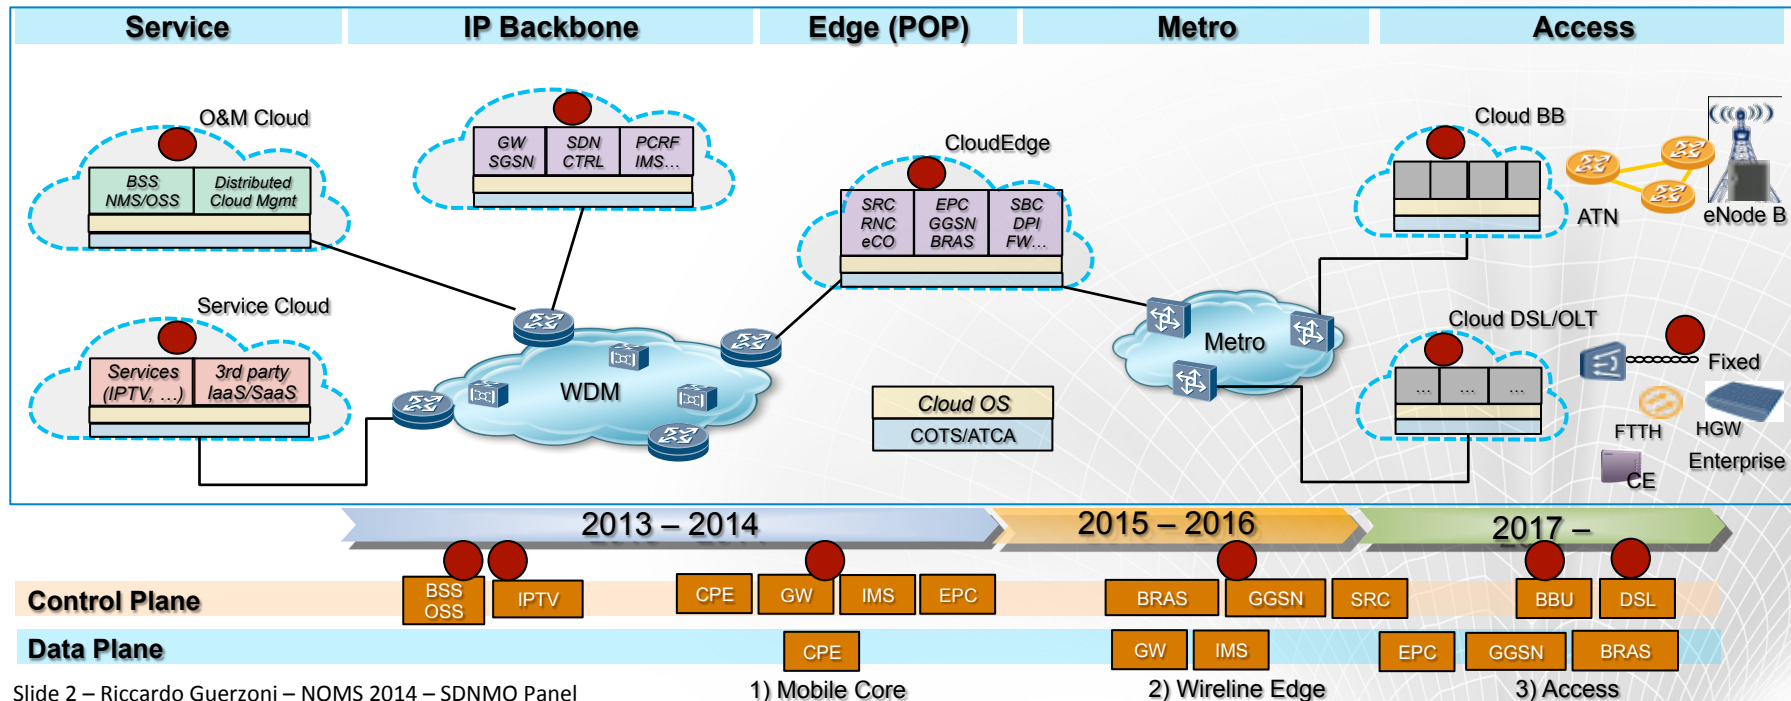 Service
IP Backbone
Edge (POP)
Metro
Access
O&M Cloud
BSS
NMS/OSS
Distributed
Cloud Mgmt
GW
SGSN
SDN
CTRL
PCRF
IMS…
CloudEdge
SRC
RNC
eCO
EPC
GGSN
BRAS
SBC
DPI
FW…
Cloud BB
ATN
eNode B
Service Cloud
Services
(IPTV, …)
3rd party
IaaS/SaaS
WDM
Metro
Cloud OS
COTS/ATCA
Cloud DSL/OLT
…
…
…
Fixed
FTTH
HGW
Enterprise
CE
2013 – 2014
2015 – 2016
2017 –
Control Plane
BSS
OSS
IPTV
CPE
GW
IMS
EPC
BRAS
GGSN
SRC
BBU
DSL
Data Plane
CPE
GW
IMS
EPC
GGSN
BRAS
Slide 2 – Riccardo Guerzoni – NOMS 2014 – SDNMO Panel
1) Mobile Core
2) Wireline Edge
3) Access